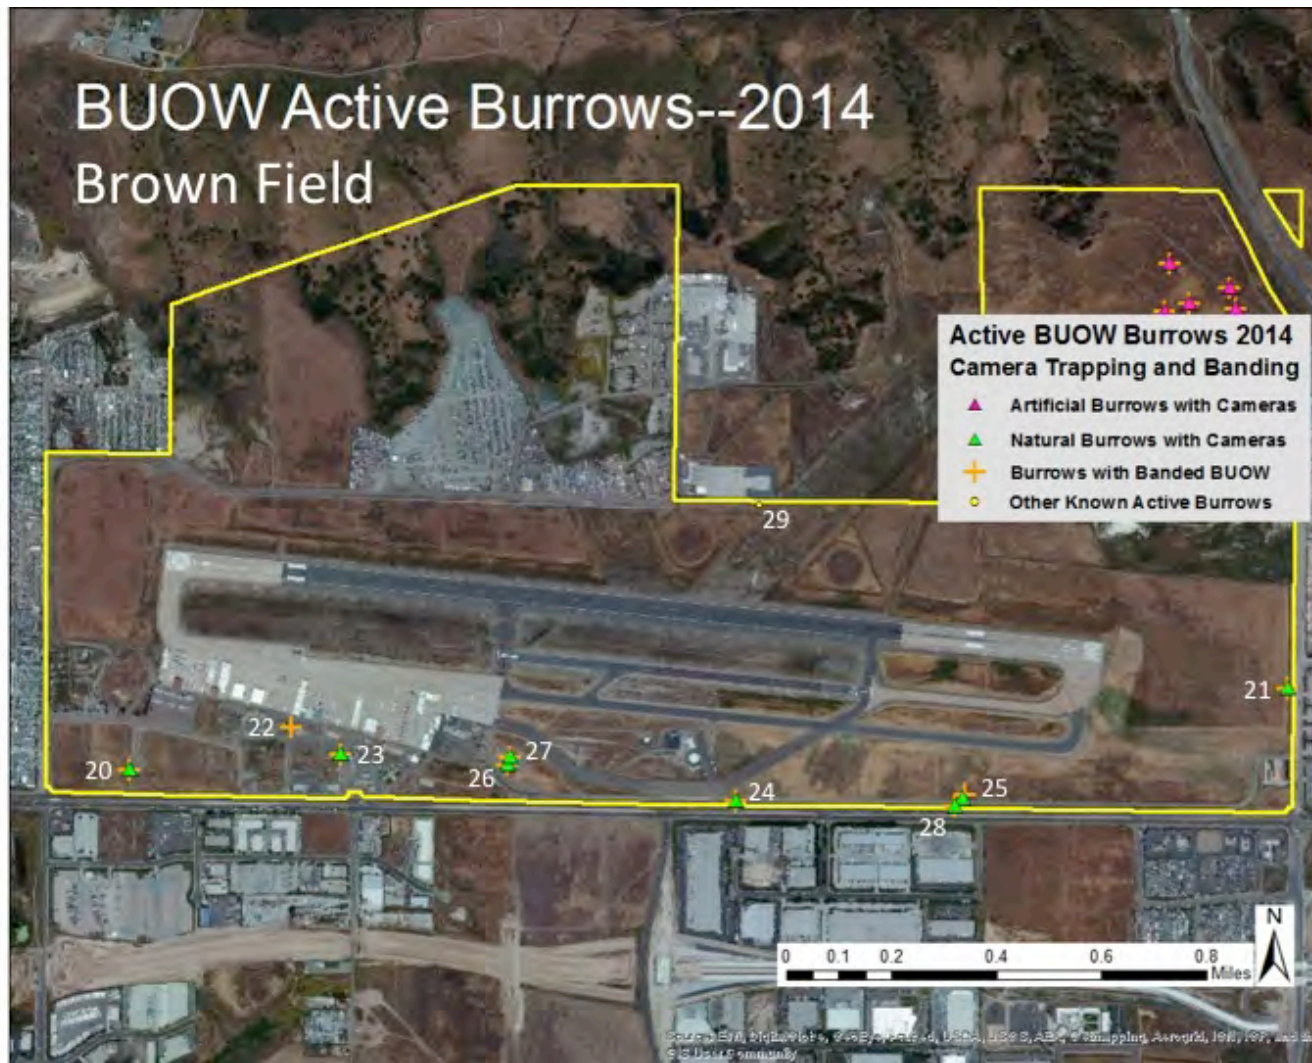 BUOW Active Burrows--2014
Brown Field
Active BUOW Burrows 2014
Camera Trapping and Banding
Artificial Burrows with Cameras
Natural Burrows with Cameras
Burrows with Banded BUOW
Other Known Active Burrows
29
21
22
23
27
20
26
24
25
28
N
0 0.1 0.2 0.4 0.6 0.8
Miles
User Community